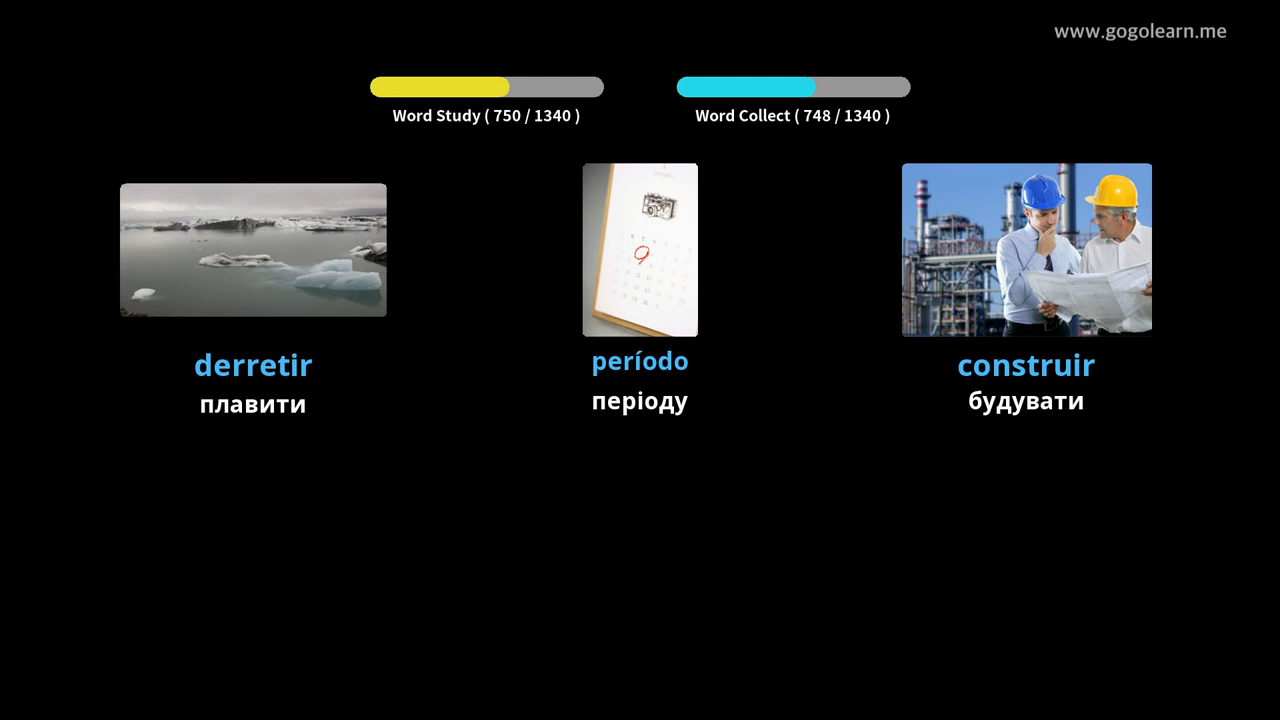 www.gogolearn.me
Word Study ( 750 / 1340 )
Word Collect ( 748 / 1340 )
derretir
плавити
período
періоду
construir
будувати